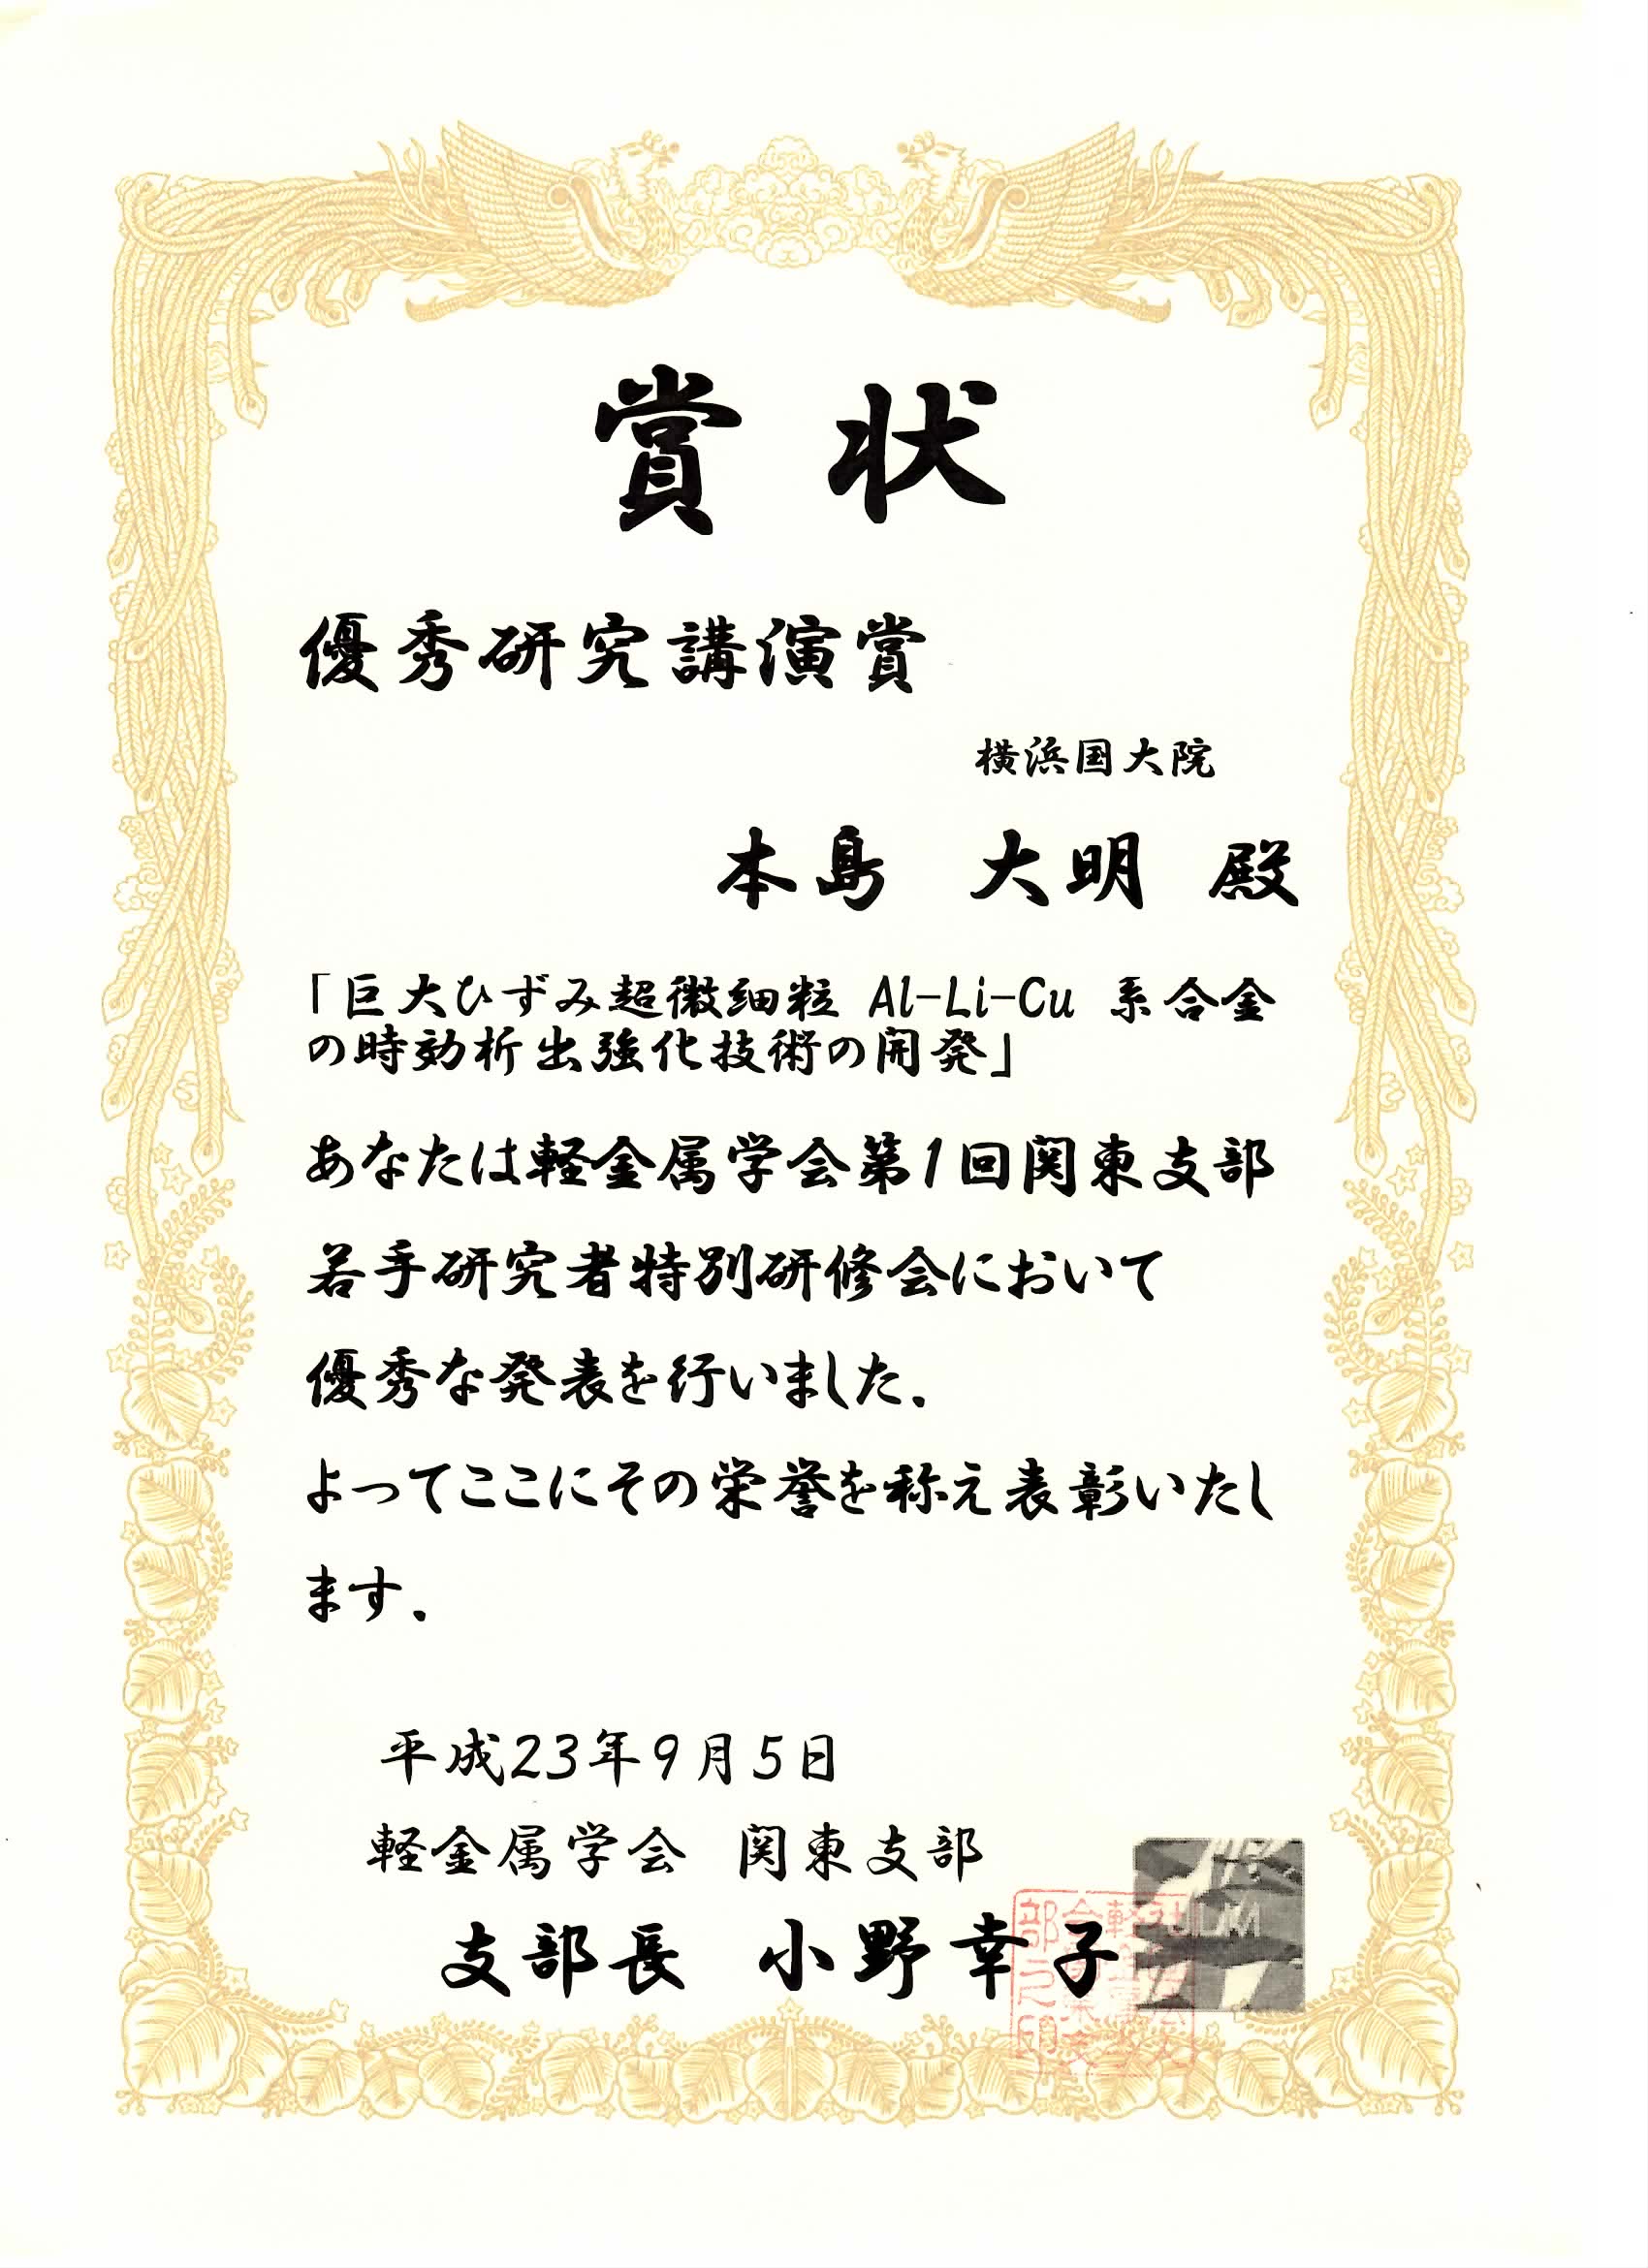 賞状
優秀研究講演賞
横浜国大院
本島　大明　殿
「巨大ひずみ超微細粒 Al-Li-Cu 系合金
の時効析出強化技術の開発」
あなたは軽金属学会第1回関東支部
若手研究者特別研修会において
優秀な発表を行いました．
よってここにその栄誉を称え表彰いたし
ます．
平成23年9月5日
軽金属学会　関東支部
支部長　小野幸子